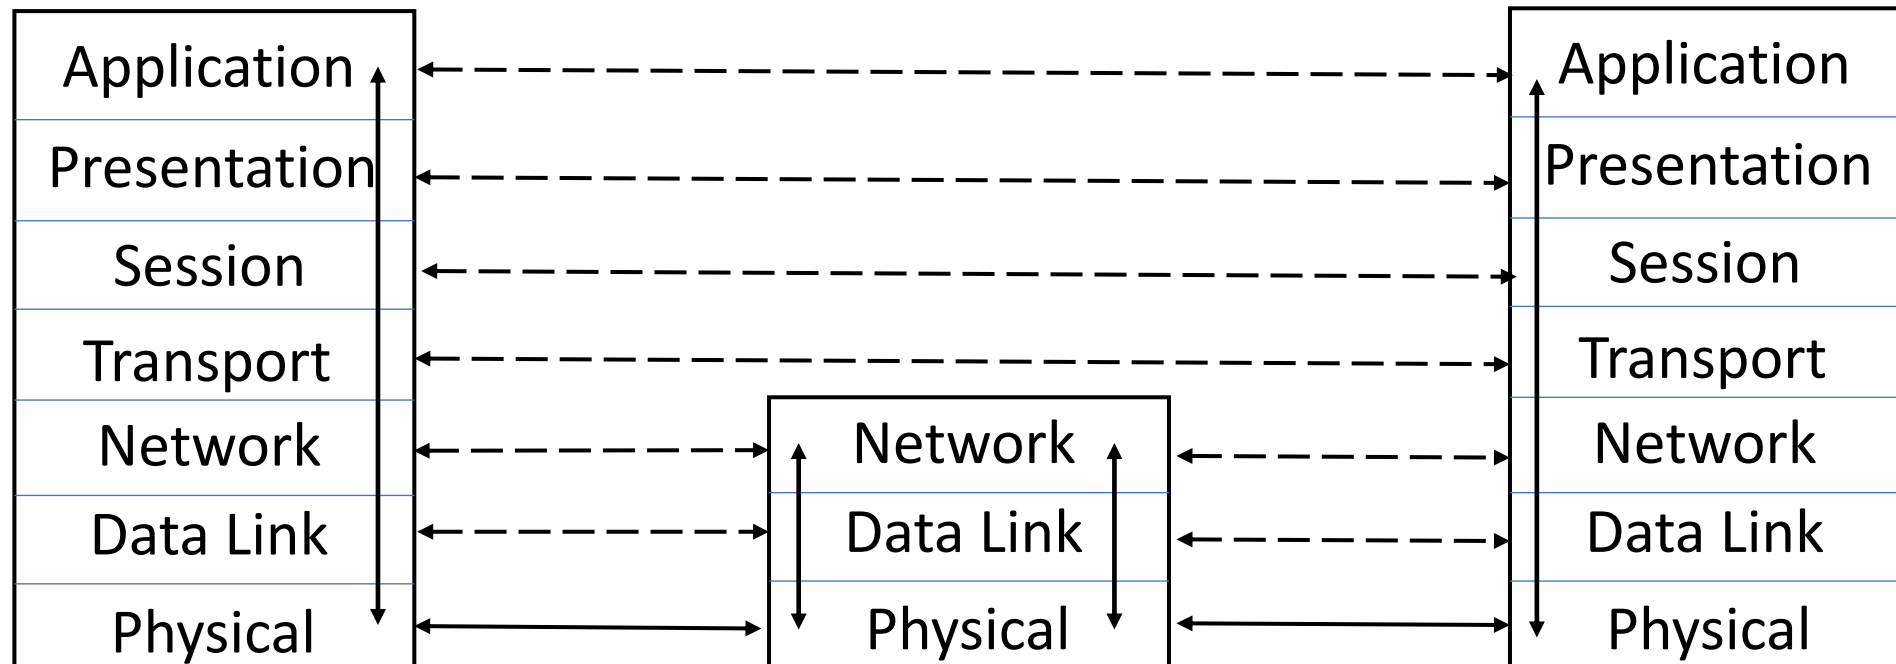 Application
Presentation
Session
Transport
Network
Data Link
Physical
Network
Data Link
Physical
Application
Presentation
Session
Transport
Network
Data Link
Physical